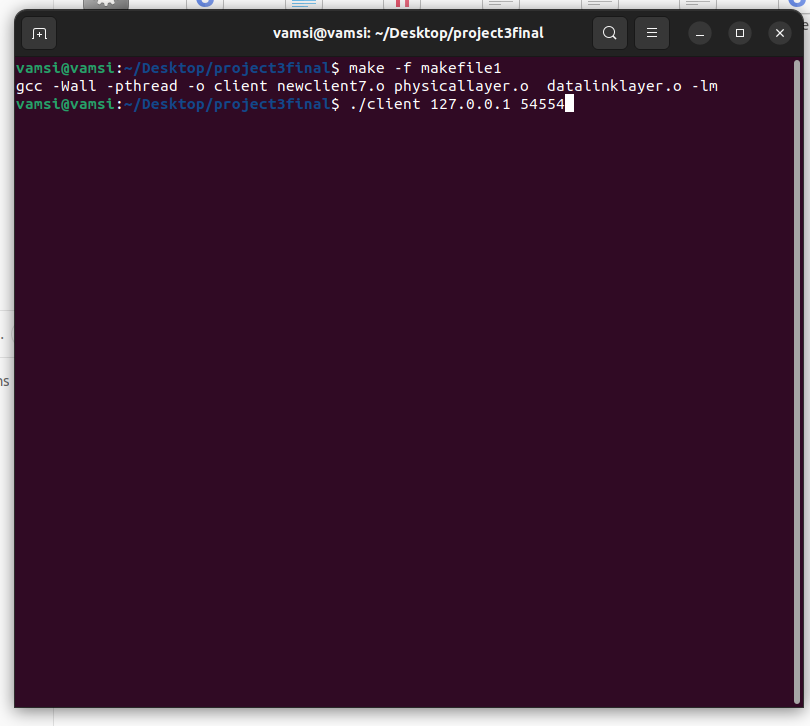 vamsi@vamsi: ~/Desktop/project3final
vamsi@vamsi:~/Desktop/project3final$ make -f makefile1
gcc -Wall -pthread -o client newclient7.o physicallayer.o  datalinklayer.o -lm
vamsi@vamsi:~/Desktop/project3final$ ./client 127.0.0.1 54554
ns